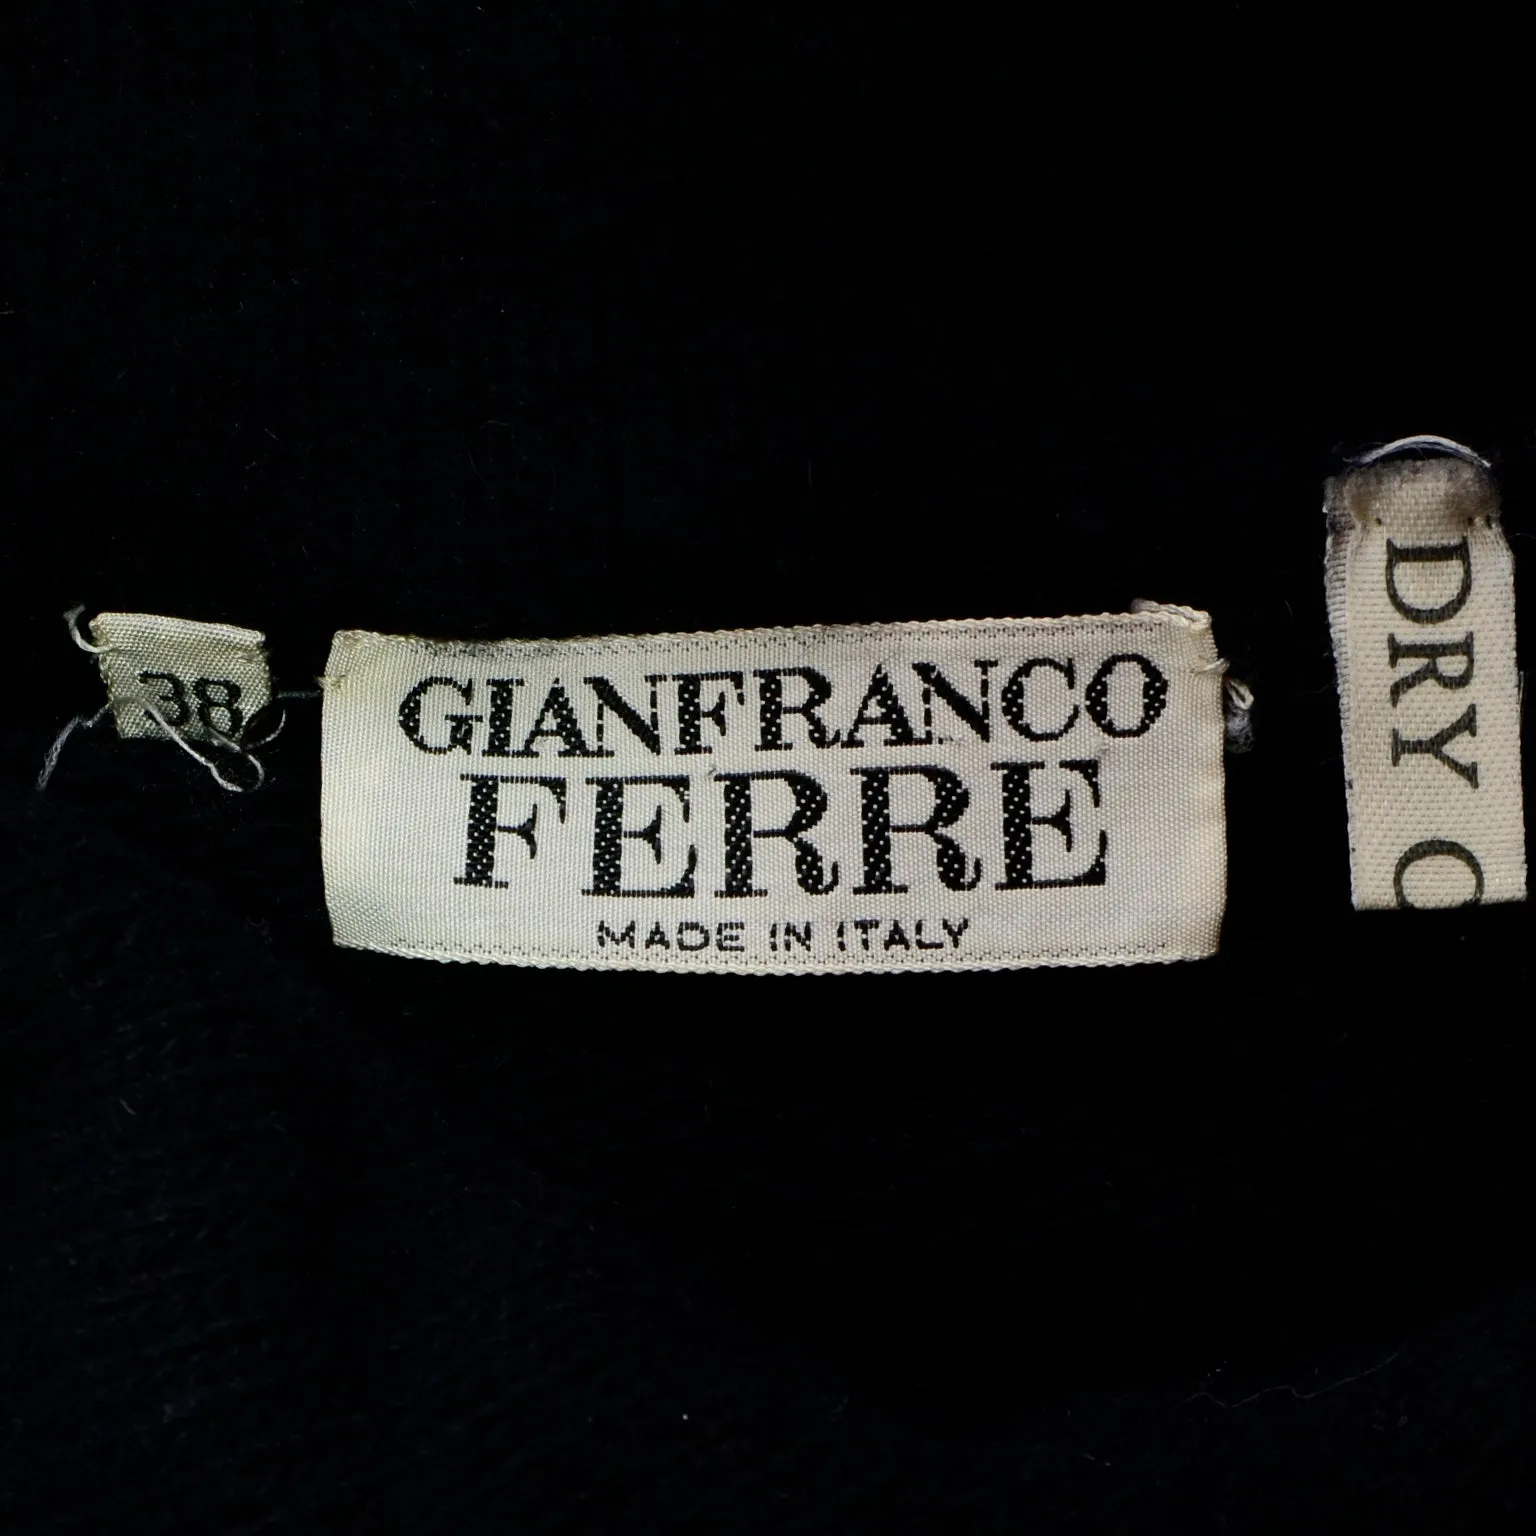 38
GIANFRANCO
FERRE
MADE IN ITALY
DRY C